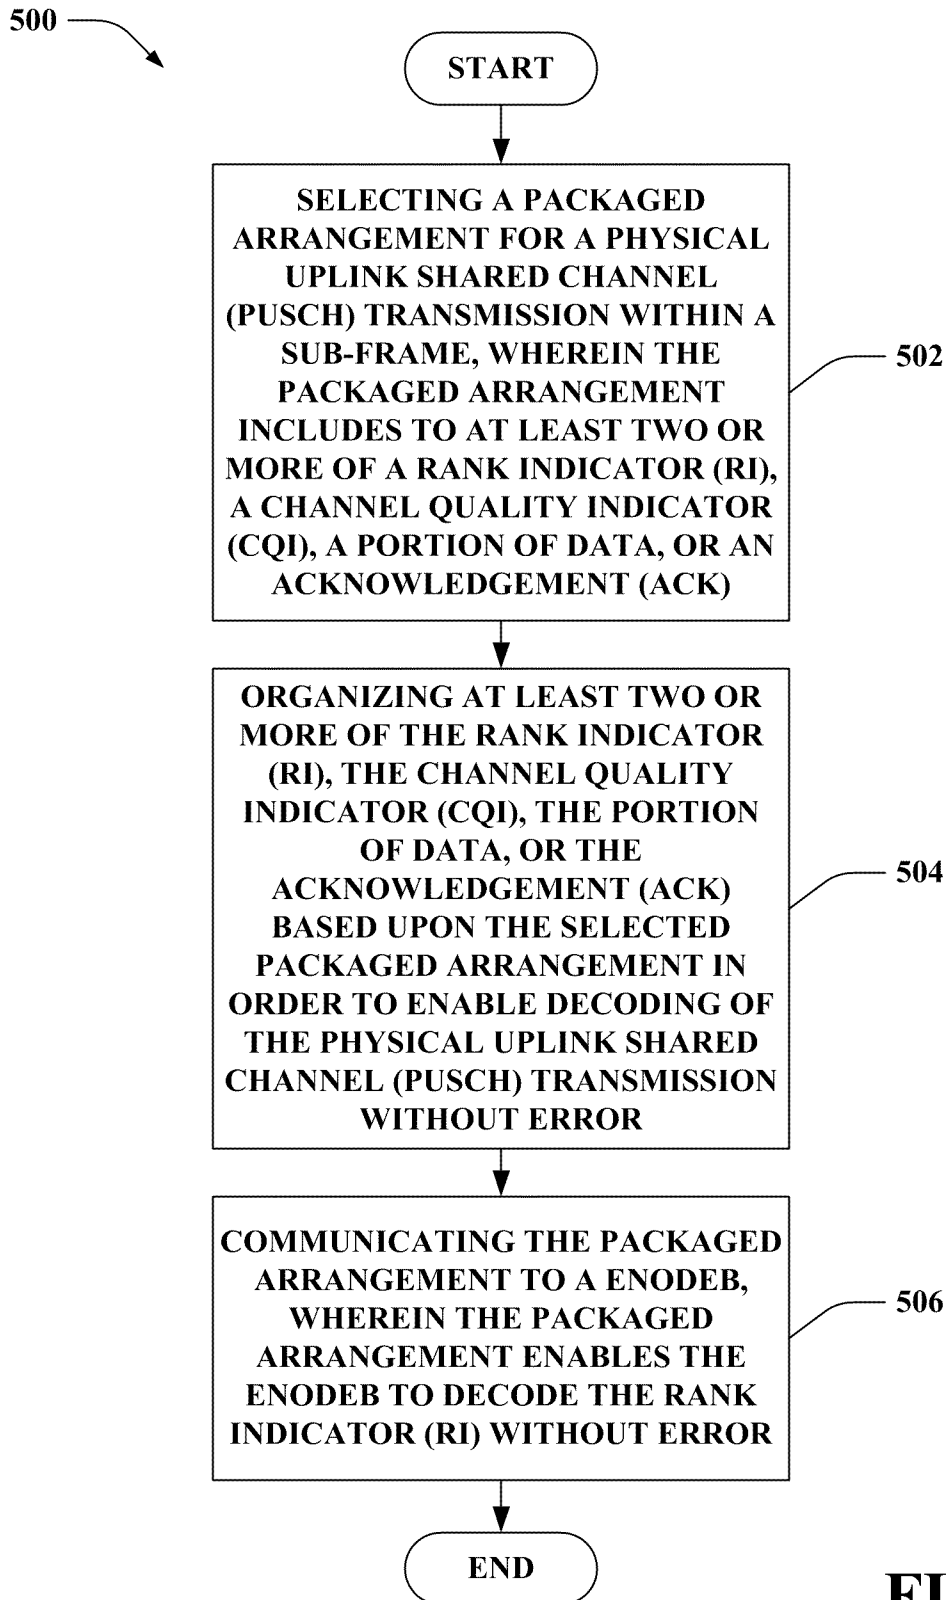 500
START
SELECTING A PACKAGED
ARRANGEMENT FOR A PHYSICAL
UPLINK SHARED CHANNEL
(PUSCH) TRANSMISSION WITHIN A
SUB-FRAME, WHEREIN THE
PACKAGED ARRANGEMENT
INCLUDES TO AT LEAST TWO OR
MORE OF A RANK INDICATOR (RI),
A CHANNEL QUALITY INDICATOR
(CQI), A PORTION OF DATA, OR AN
ACKNOWLEDGEMENT (ACK)
502
ORGANIZING AT LEAST TWO OR
MORE OF THE RANK INDICATOR
(RI), THE CHANNEL QUALITY
INDICATOR (CQI), THE PORTION
OF DATA, OR THE
ACKNOWLEDGEMENT (ACK)
BASED UPON THE SELECTED
PACKAGED ARRANGEMENT IN
ORDER TO ENABLE DECODING OF
THE PHYSICAL UPLINK SHARED
CHANNEL (PUSCH) TRANSMISSION
WITHOUT ERROR
504
COMMUNICATING THE PACKAGED
ARRANGEMENT TO A ENODEB,
WHEREIN THE PACKAGED
ARRANGEMENT ENABLES THE
ENODEB TO DECODE THE RANK
INDICATOR (RI) WITHOUT ERROR
506
END